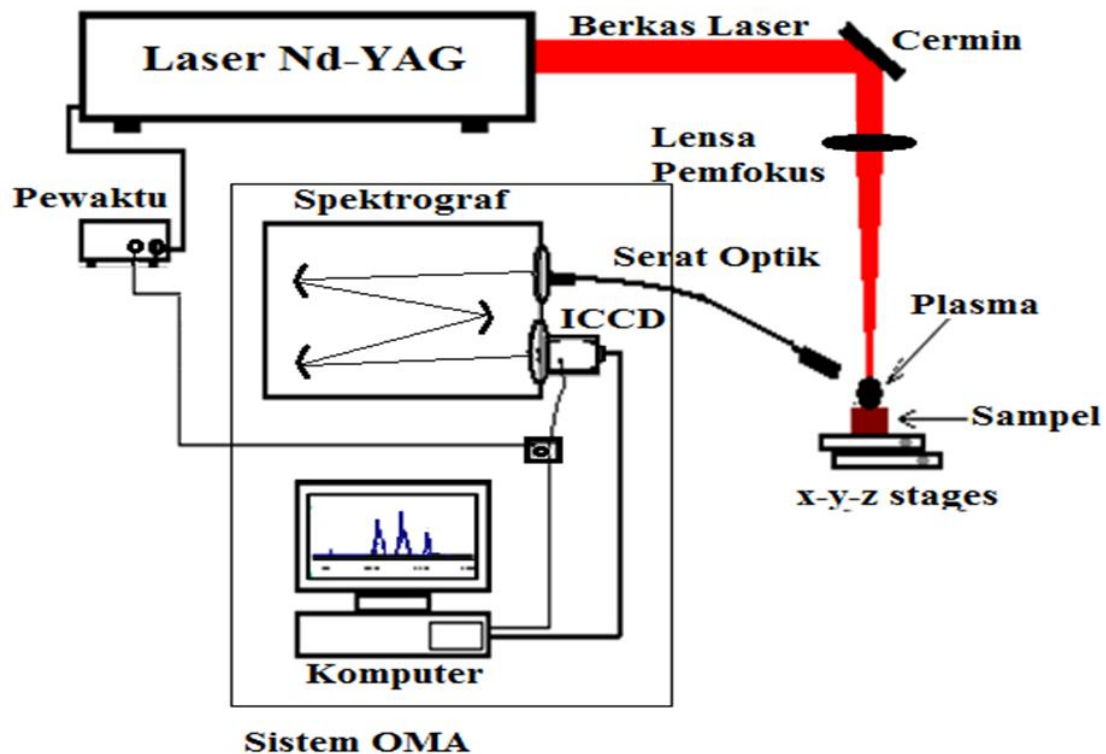 Laser Nd-YAG
Berkas Laser
Cermin
Lensa
Pemfokus
Pewaktu
Spektrograf
Serat Optik
ICCD
Plasma
Sampel
x-y-z stages
Komputer
Sistem OMA